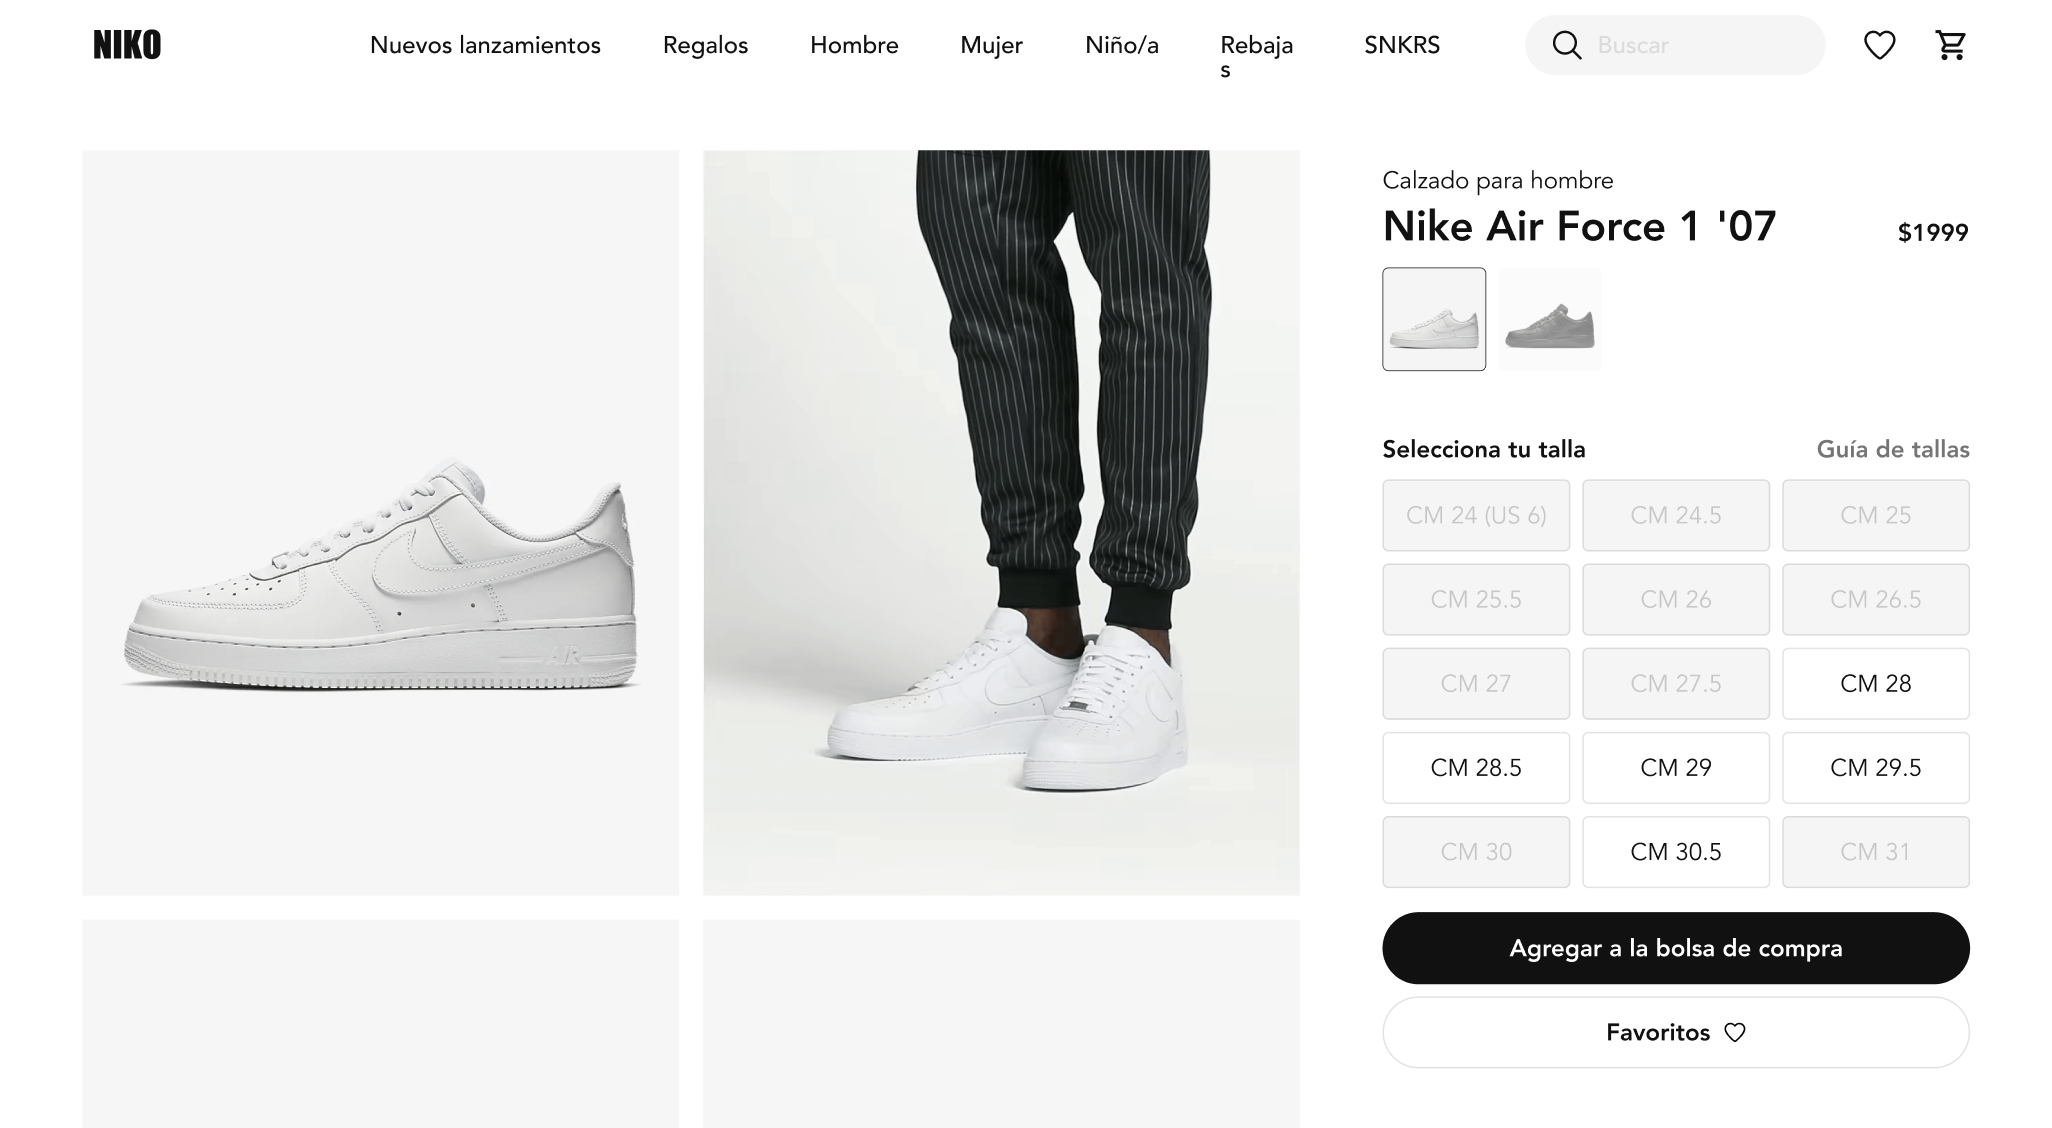 NIKO
Nuevos lanzamientos
Regalos
Hombre
Mujer
Niño/a
Rebaja
s
SNKRS
Buscar
Calzado para hombre
Nike Air Force 1 '07
$1999
Selecciona tu talla
Guía de tallas
CM 24 (US 6)
CM 24.5
CM 25
CM 25.5
CM 26
CM 26.5
CM 27
CM 27.5
CM 28
CM 28.5
CM 29
CM 29.5
CM 30
CM 30.5
CM 31
Agregar a la bolsa de compra
Favoritos
AIR